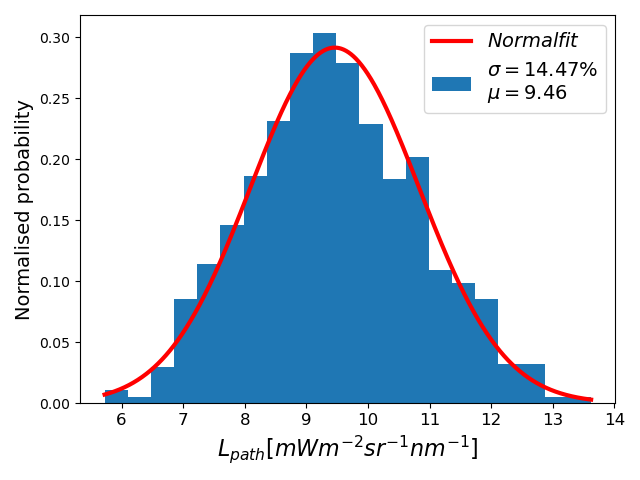 0.30
0.25
0.20
0.15
0.10
0.05
0.00
Normalised probability
Normalfit
σ = 14.47%
μ = 9.46
6 7 8 9 10 11 12 13 14
L_path[mWm⁻²sr⁻¹nm⁻¹]